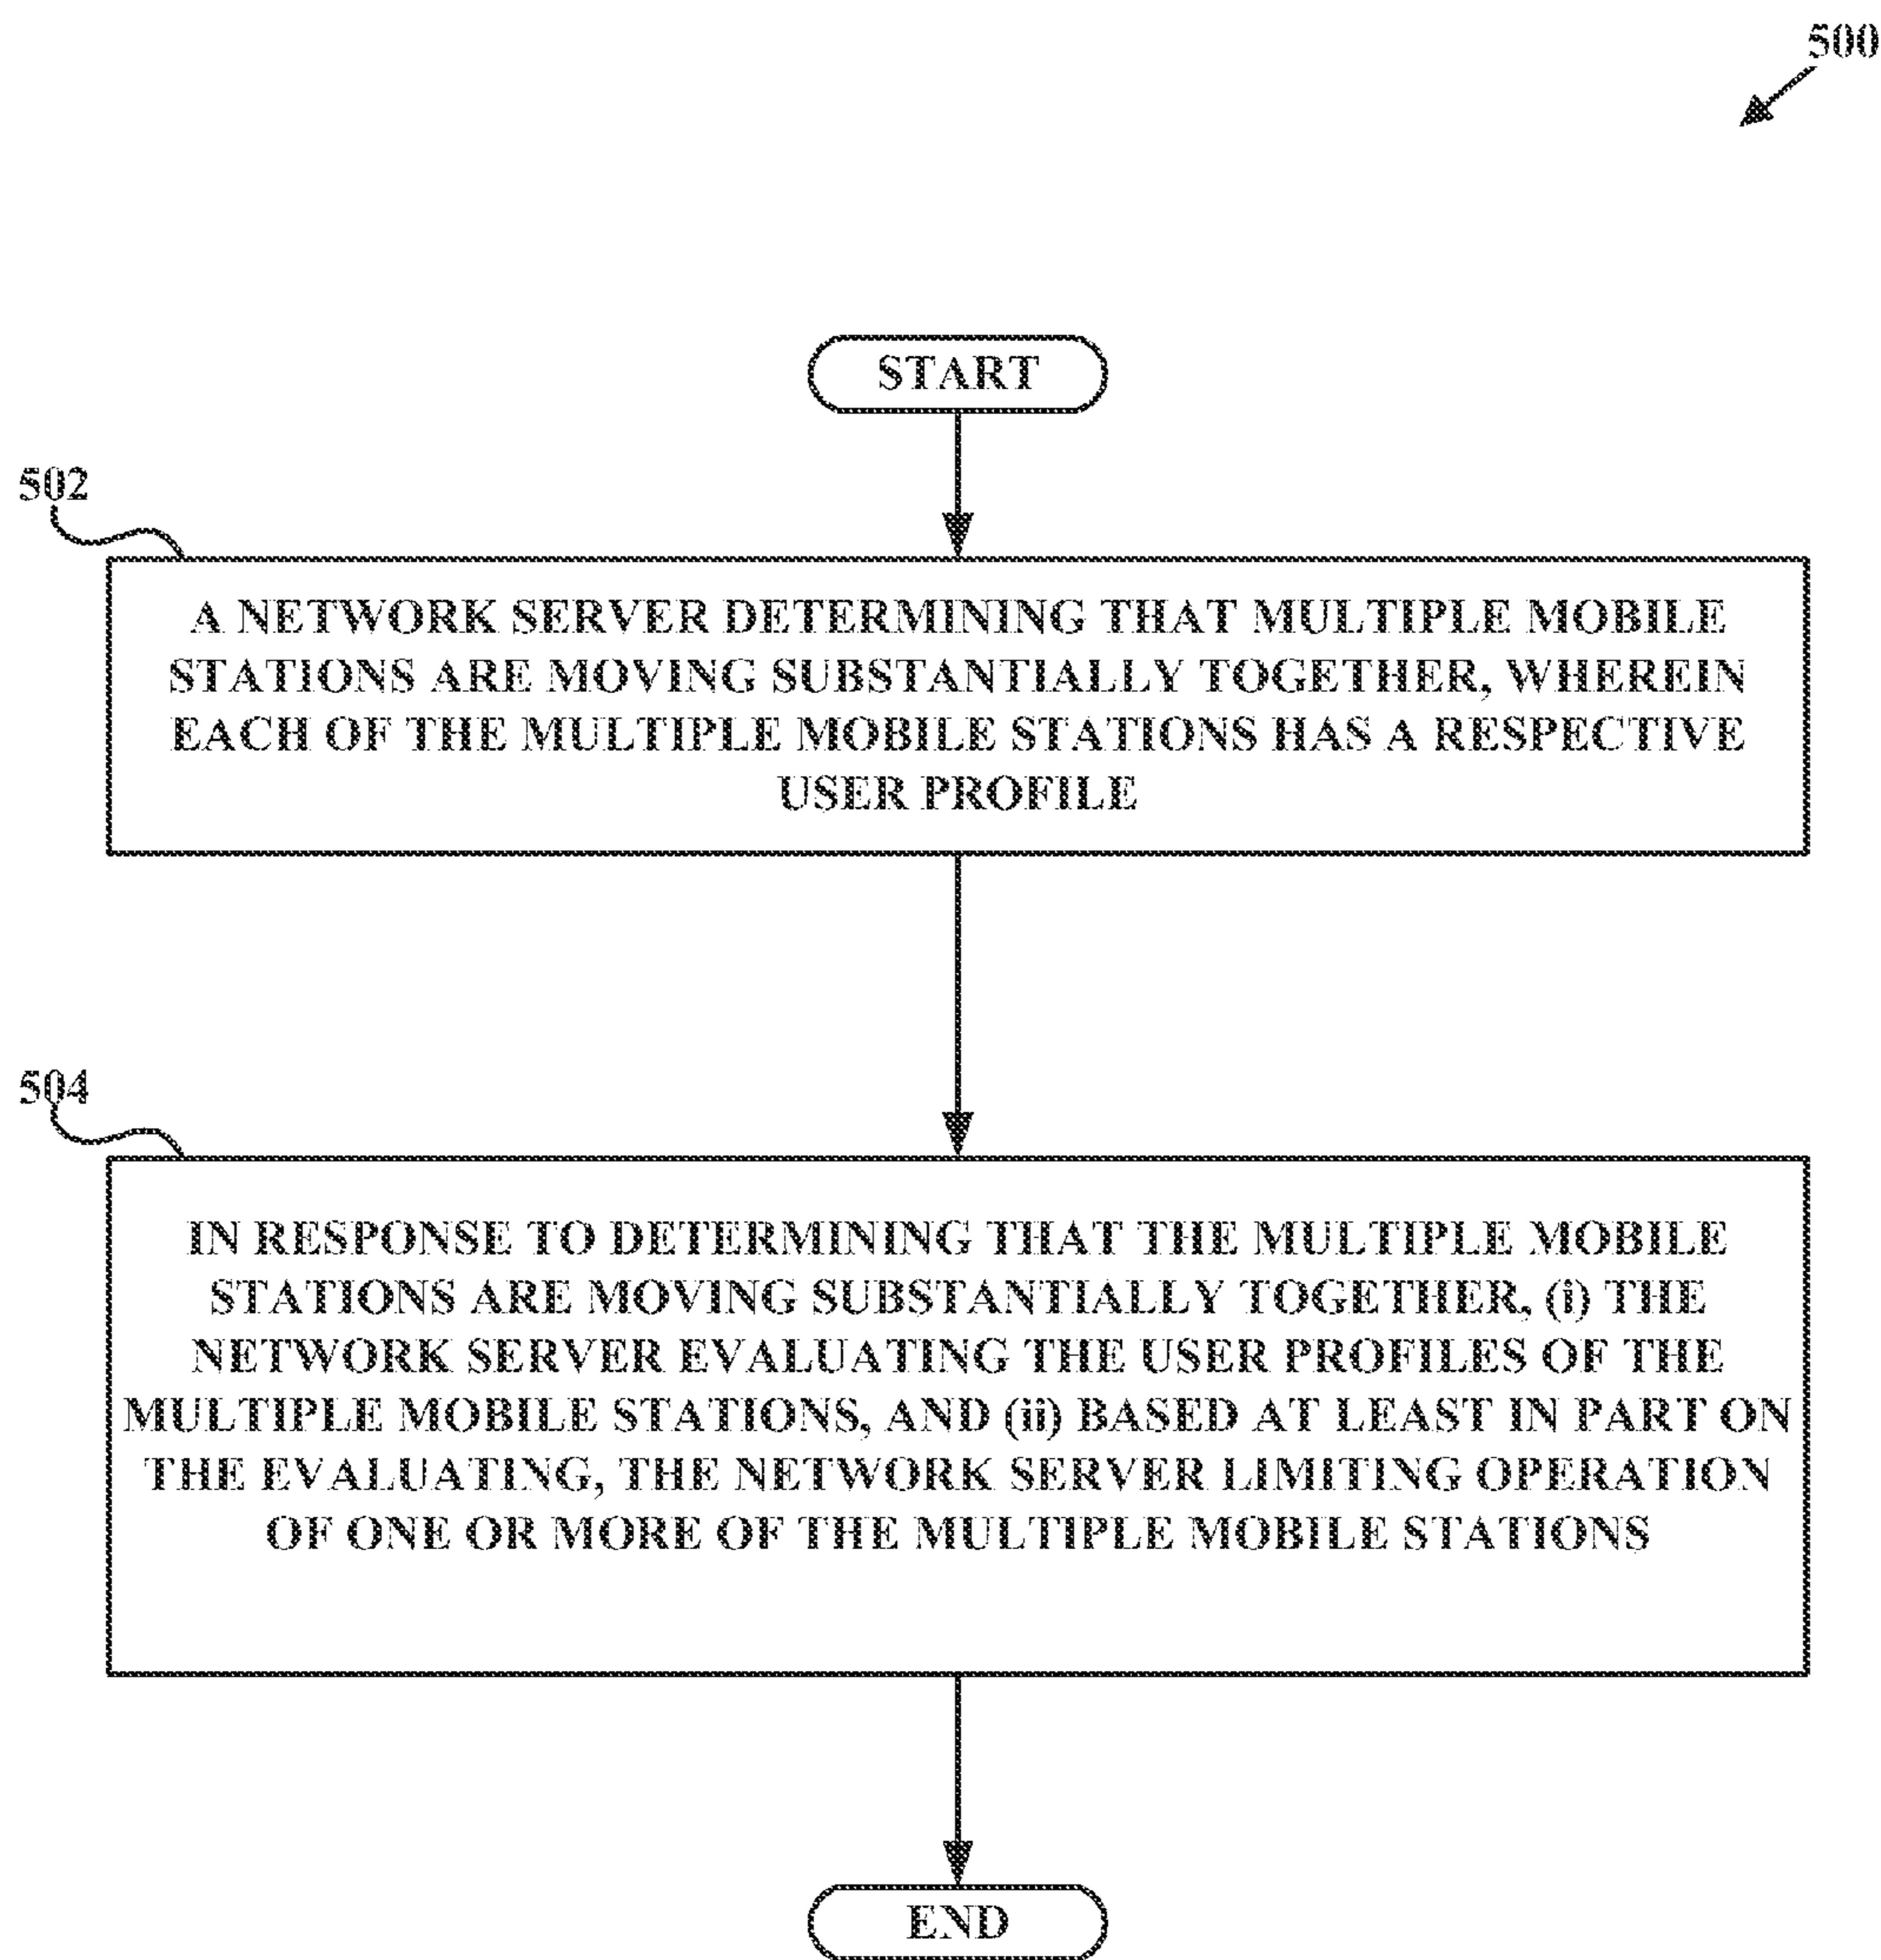 500
START
502
A NETWORK SERVER DETERMINING THAT MULTIPLE MOBILE
STATIONS ARE MOVING SUBSTANTIALLY TOGETHER, WHEREIN
EACH OF THE MULTIPLE MOBILE STATIONS HAS A RESPECTIVE
USER PROFILE
504
IN RESPONSE TO DETERMINING THAT THE MULTIPLE MOBILE
STATIONS ARE MOVING SUBSTANTIALLY TOGETHER, (i) THE
NETWORK SERVER EVALUATING THE USER PROFILES OF THE
MULTIPLE MOBILE STATIONS, AND (ii) BASED AT LEAST IN PART ON
THE EVALUATING, THE NETWORK SERVER LIMITING OPERATION
OF ONE OR MORE OF THE MULTIPLE MOBILE STATIONS
END